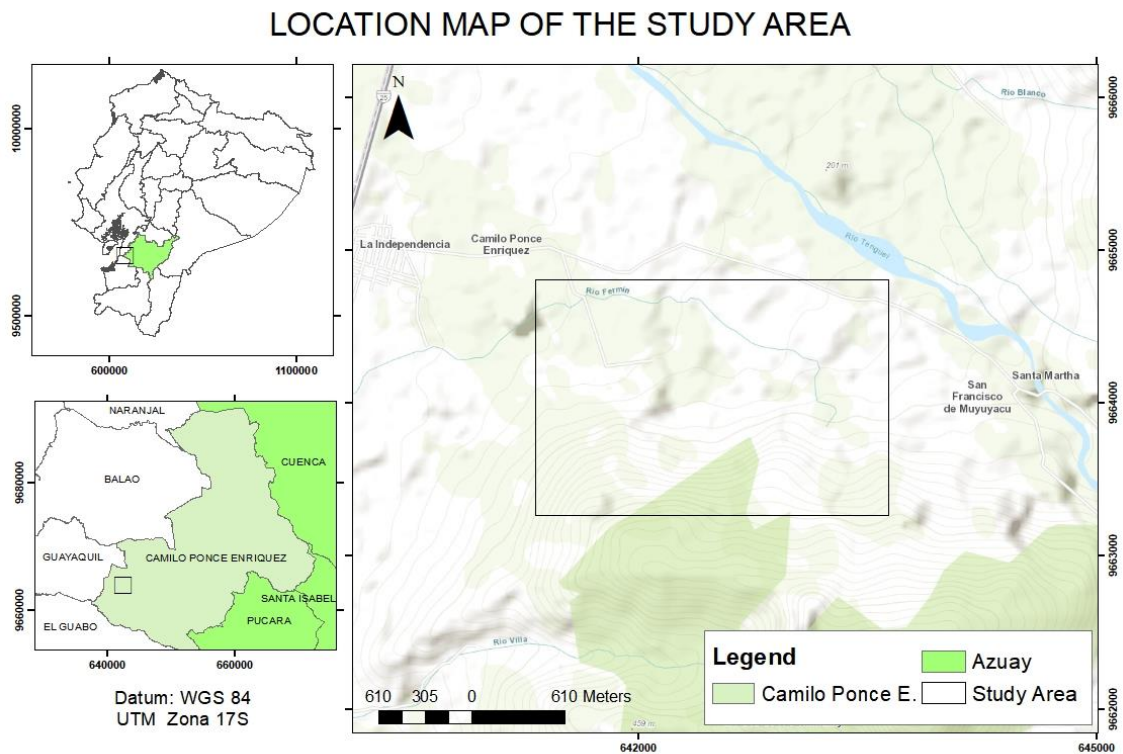 LOCATION MAP OF THE STUDY AREA
10000000
9500000
600000
1100000
NARANJAL
CUENCA
BALAO
GUAYAQUIL
CAMILO PONCE ENRIQUEZ
SANTA ISABEL
EL GUABO
PUCARA
9680000
9660000
640000
660000
Datum: WGS 84
UTM Zona 17S
N
25
Rio Blanco
201 m
La Independencia
Camilo Ponce
Enriquez
Rio Tenguel
Rio Fermin
Santa Martha
San
Francisco
de Muyuyacu
Rio Villa
459 m
9666000
9665000
9664000
9663000
9662000
642000
645000
610 305 0 610 Meters
Legend
Azuay
Camilo Ponce E.
Study Area